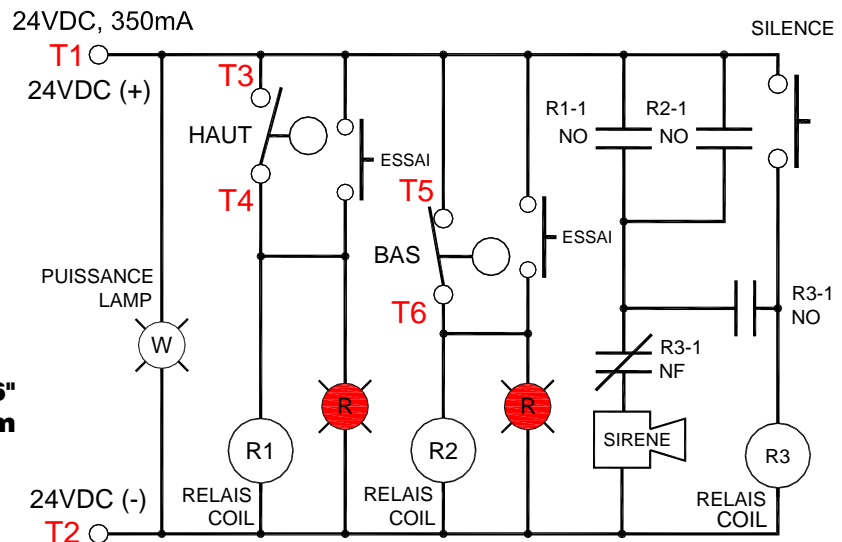 24VDC, 350mA
T1
24VDC (+)
T3
HAUT
T4
ESSAI
T5
BAS
T6
ESSAI
SILENCE
R1-1
NO
R2-1
NO
R3-1
NO
R3-1
NF
PUISSANCE
LAMP
W
6"
m
R1
R
R2
R
SIRENE
R3
RELAIS
COIL
RELAIS
COIL
RELAIS
COIL
24VDC (-)
T2